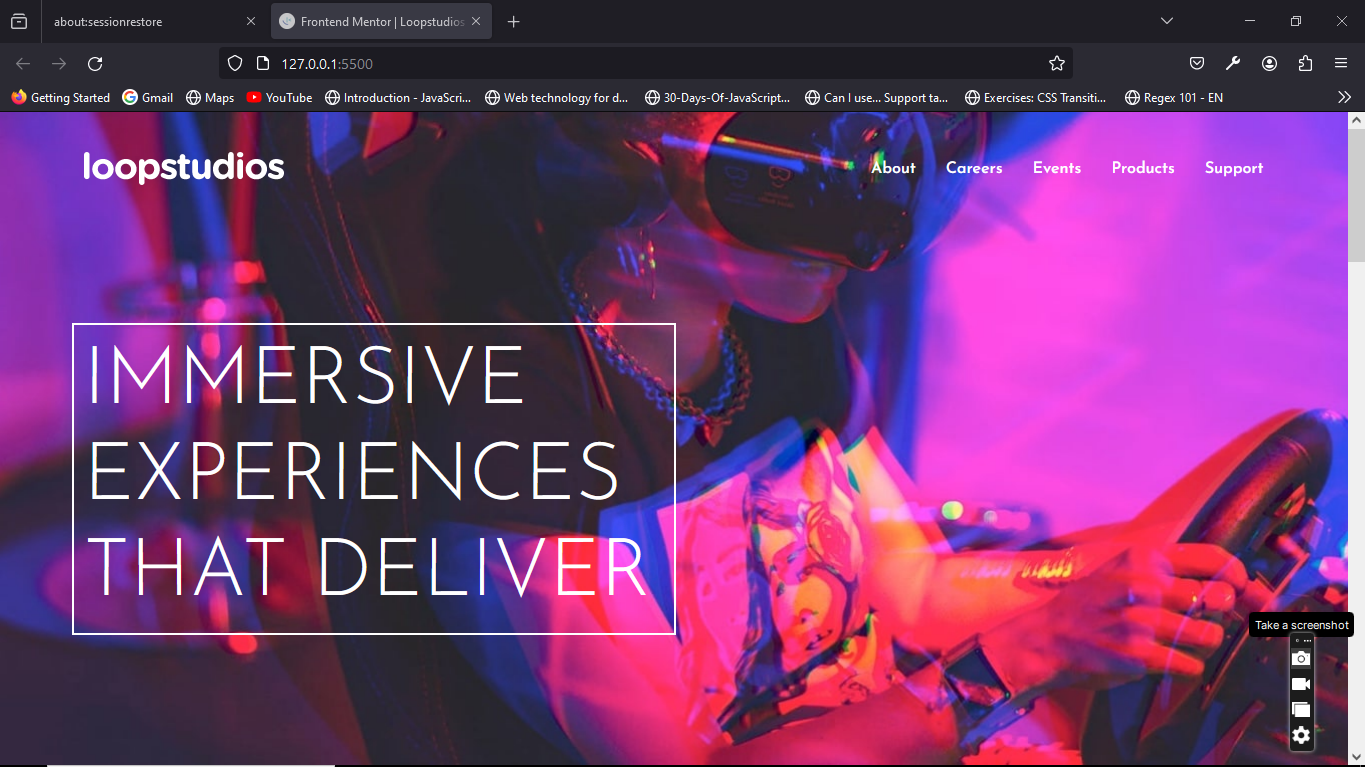 about:sessionrestore
Frontend Mentor | Loopstudios
127.0.0.1:5500
Getting Started
Gmail
Maps
YouTube
Introduction - JavaScri...
Web technology for d...
30-Days-Of-JavaScript...
Can I use... Support ta...
Exercises: CSS Transiti...
Regex 101 - EN
loopstudios
About
Careers
Events
Products
Support
IMMERSIVE
EXPERIENCES
THAT DELIVER
Take a screenshot